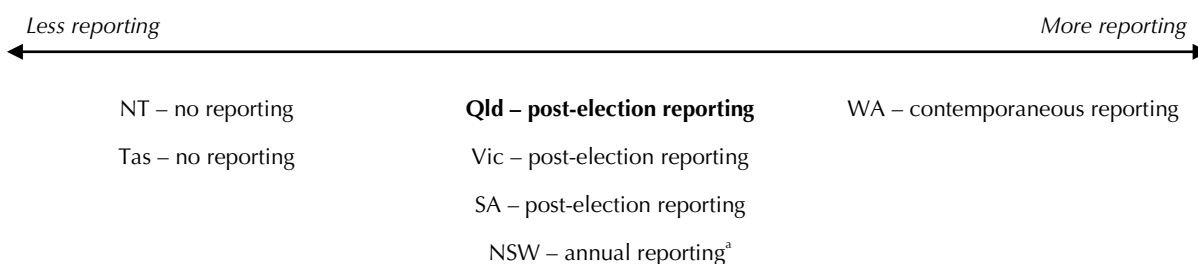 Less reporting More reporting
NT – no reporting Qld – post-election reporting WA – contemporaneous reporting
Tas – no reporting Vic – post-election reporting
SA – post-election reporting
NSW – annual reportingᵃ